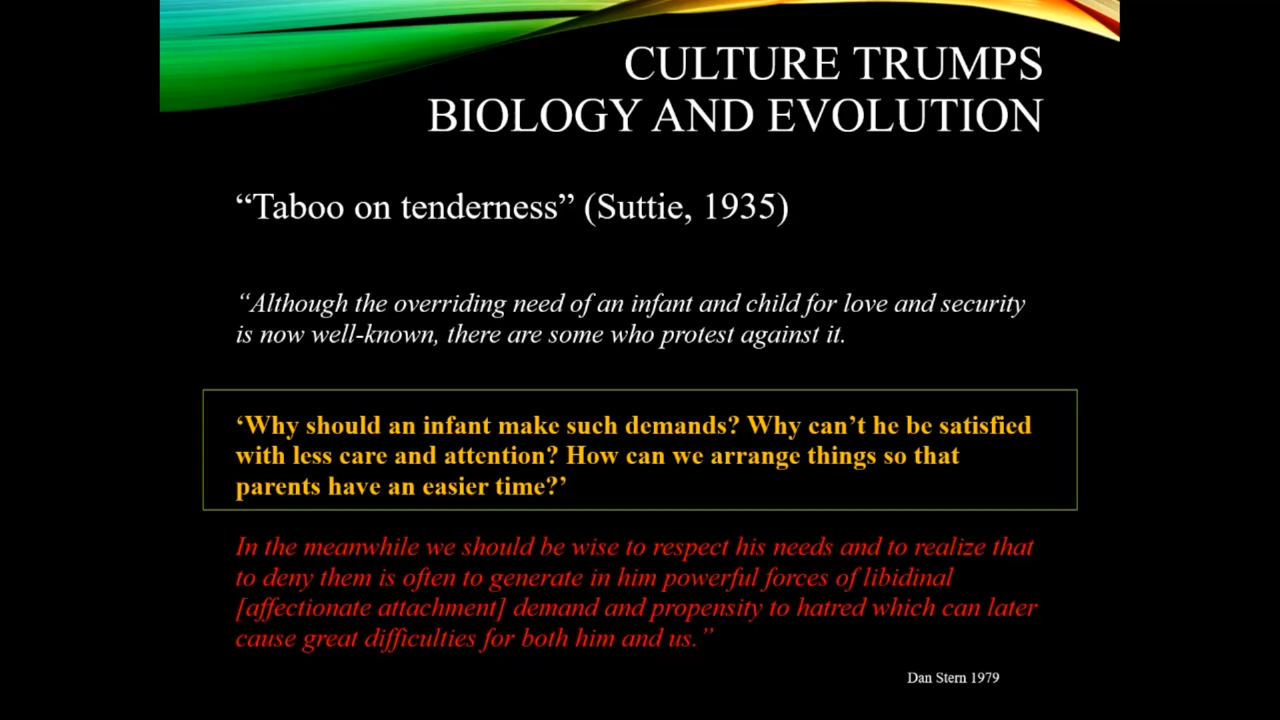 CULTURE TRUMPS
BIOLOGY AND EVOLUTION
“Taboo on tenderness” (Suttie, 1935)
“Although the overriding need of an infant and child for love and security
is now well-known, there are some who protest against it.
‘Why should an infant make such demands? Why can’t he be satisfied
with less care and attention? How can we arrange things so that
parents have an easier time?’
In the meanwhile we should be wise to respect his needs and to realize that
to deny them is often to generate in him powerful forces of libidinal
[affectionate attachment] demand and propensity to hatred which can later
cause great difficulties for both him and us.”
Dan Stern 1979